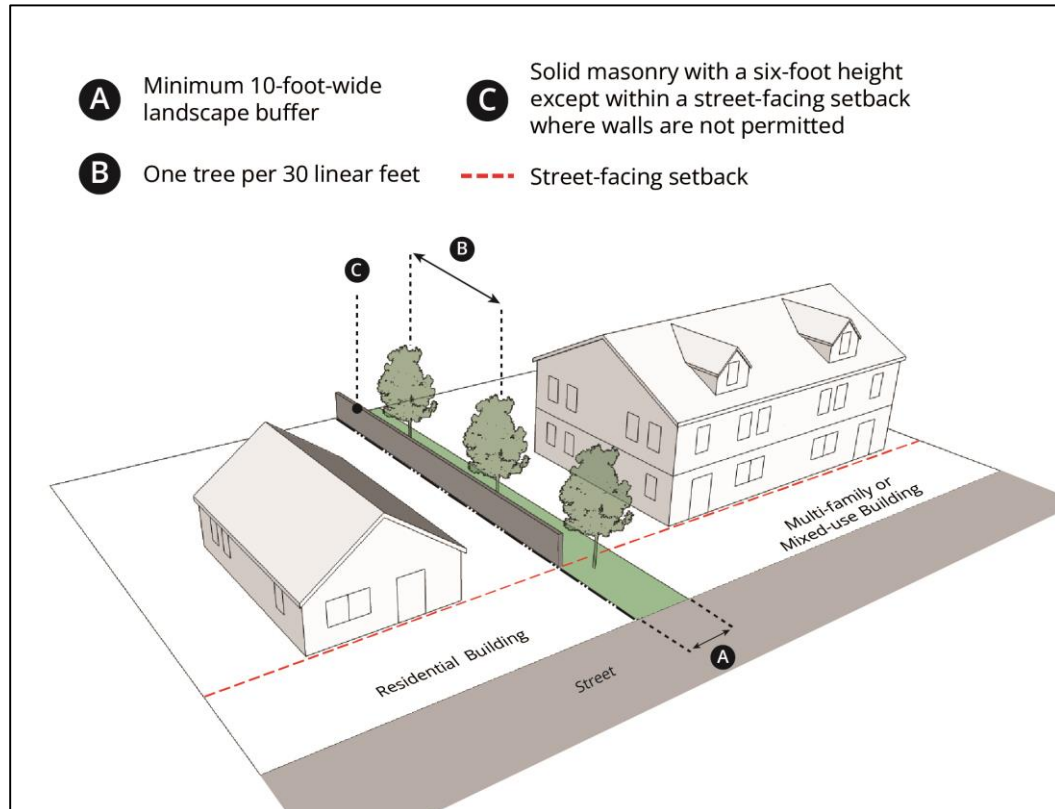 A Minimum 10-foot-wide
landscape buffer
B One tree per 30 linear feet
C Solid masonry with a six-foot height
except within a street-facing setback
where walls are not permitted
Street-facing setback
B
C
Multi-family or
Mixed-use Building
Residential Building
Street
A